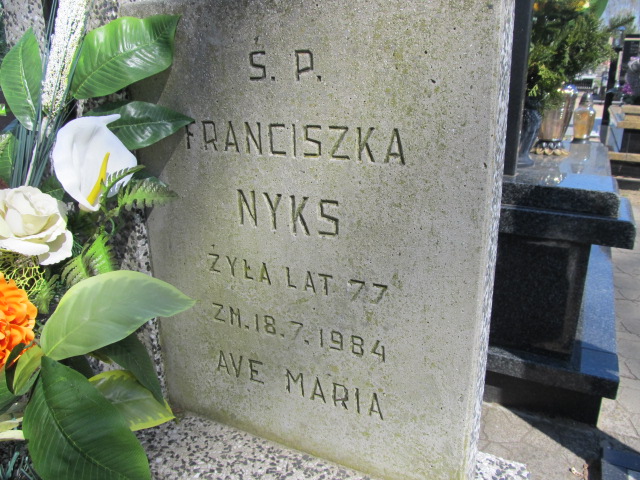 Ś. P.
FRANCISZKA
NYKS
ŻYŁA LAT 77
ZM. 18.7.1984
AVE MARIA